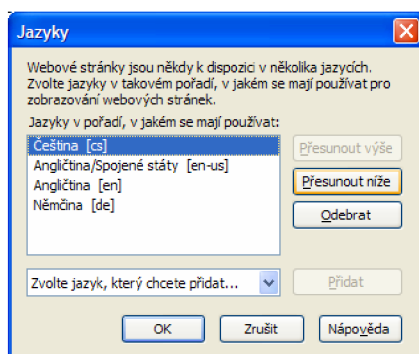 Jazyky
Webové stránky jsou někdy k dispozici v několika jazycích.
Zvolte jazyky v takovém pořadí, v jakém se mají používat pro
zobrazování webových stránek.
Jazyky v pořadí, v jakém se mají používat:
Čeština [cs]
Angličtina/Spojené státy [en-us]
Angličtina [en]
Němčina [de]
Přesunout výše
Přesunout níže
Odebrat
Zvolte jazyk, který chcete přidat...
Přidat
OK
Zrušit
Nápověda